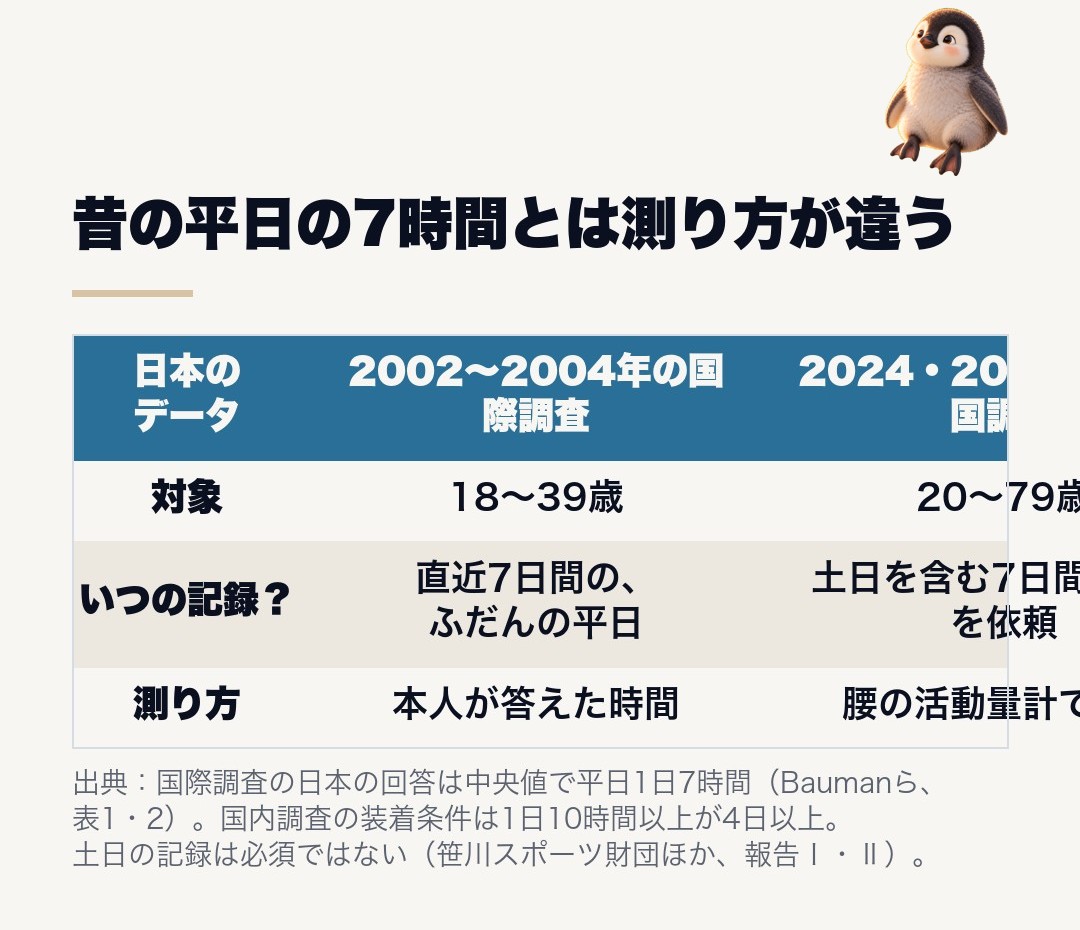 昔の平日の7時間とは測り方が違う
日本の
データ
2002〜2004年の国
際調査
2024・20
国
対象
18〜39歳
20〜79歳
いつの記録？
直近7日間の、
ふだんの平日
土日を含む7日間
を依頼
測り方
本人が答えた時間
腰の活動量計で
出典：国際調査の日本の回答は中央値で平日1日7時間（Baumanら、
表1・2）。国内調査の装着条件は1日10時間以上が4日以上。
土日の記録は必須ではない（笹川スポーツ財団ほか、報告Ⅰ・Ⅱ）。